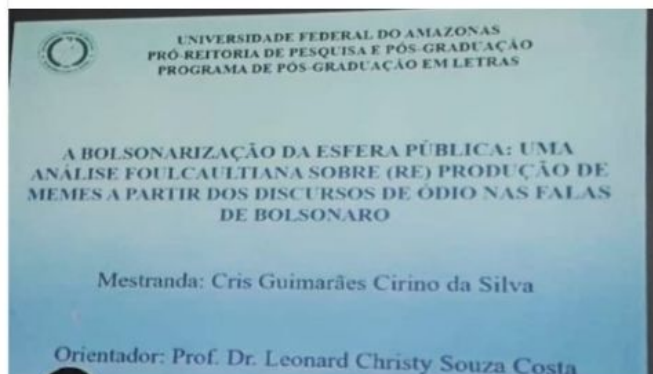 UNIVERSIDADE FEDERAL DO AMAZONAS
PRÓ-REITORIA DE PESQUISA E PÓS-GRADUAÇÃO
PROGRAMA DE PÓS-GRADUAÇÃO EM LETRAS
A BOLSONARIZAÇÃO DA ESFERA PÚBLICA: UMA
ANÁLISE FOULCAULTIANA SOBRE (RE) PRODUÇÃO DE
MEMES A PARTIR DOS DISCURSOS DE ÓDIO NAS FALAS
DE BOLSONARO
Mestranda: Cris Guimarães Cirino da Silva
Orientador: Prof. Dr. Leonard Christy Souza Costa